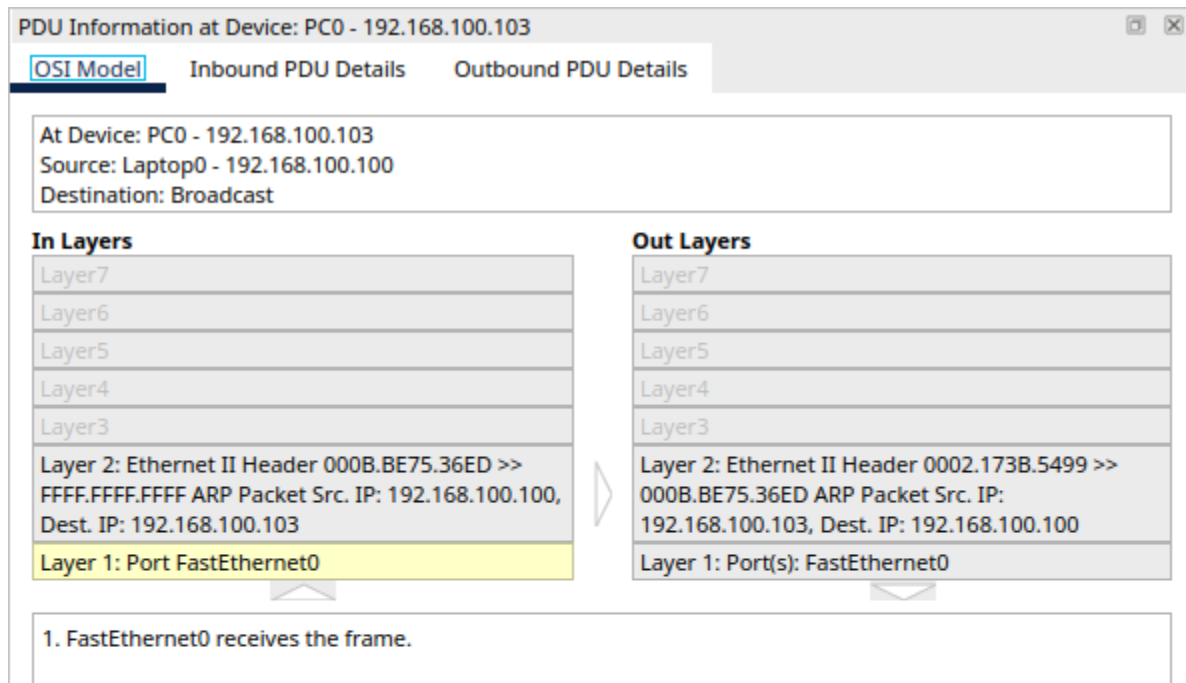 PDU Information at Device: PC0 - 192.168.100.103
OSI Model
Inbound PDU Details
Outbound PDU Details
At Device: PC0 - 192.168.100.103
Source: Laptop0 - 192.168.100.100
Destination: Broadcast
In Layers
Layer7
Layer6
Layer5
Layer4
Layer3
Layer 2: Ethernet II Header 000B.BE75.36ED >>
FFFF.FFFF.FFFF ARP Packet Src. IP: 192.168.100.100,
Dest. IP: 192.168.100.103
Layer 1: Port FastEthernet0
Out Layers
Layer7
Layer6
Layer5
Layer4
Layer3
Layer 2: Ethernet II Header 0002.173B.5499 >>
000B.BE75.36ED ARP Packet Src. IP:
192.168.100.103, Dest. IP: 192.168.100.100
Layer 1: Port(s): FastEthernet0
1. FastEthernet0 receives the frame.